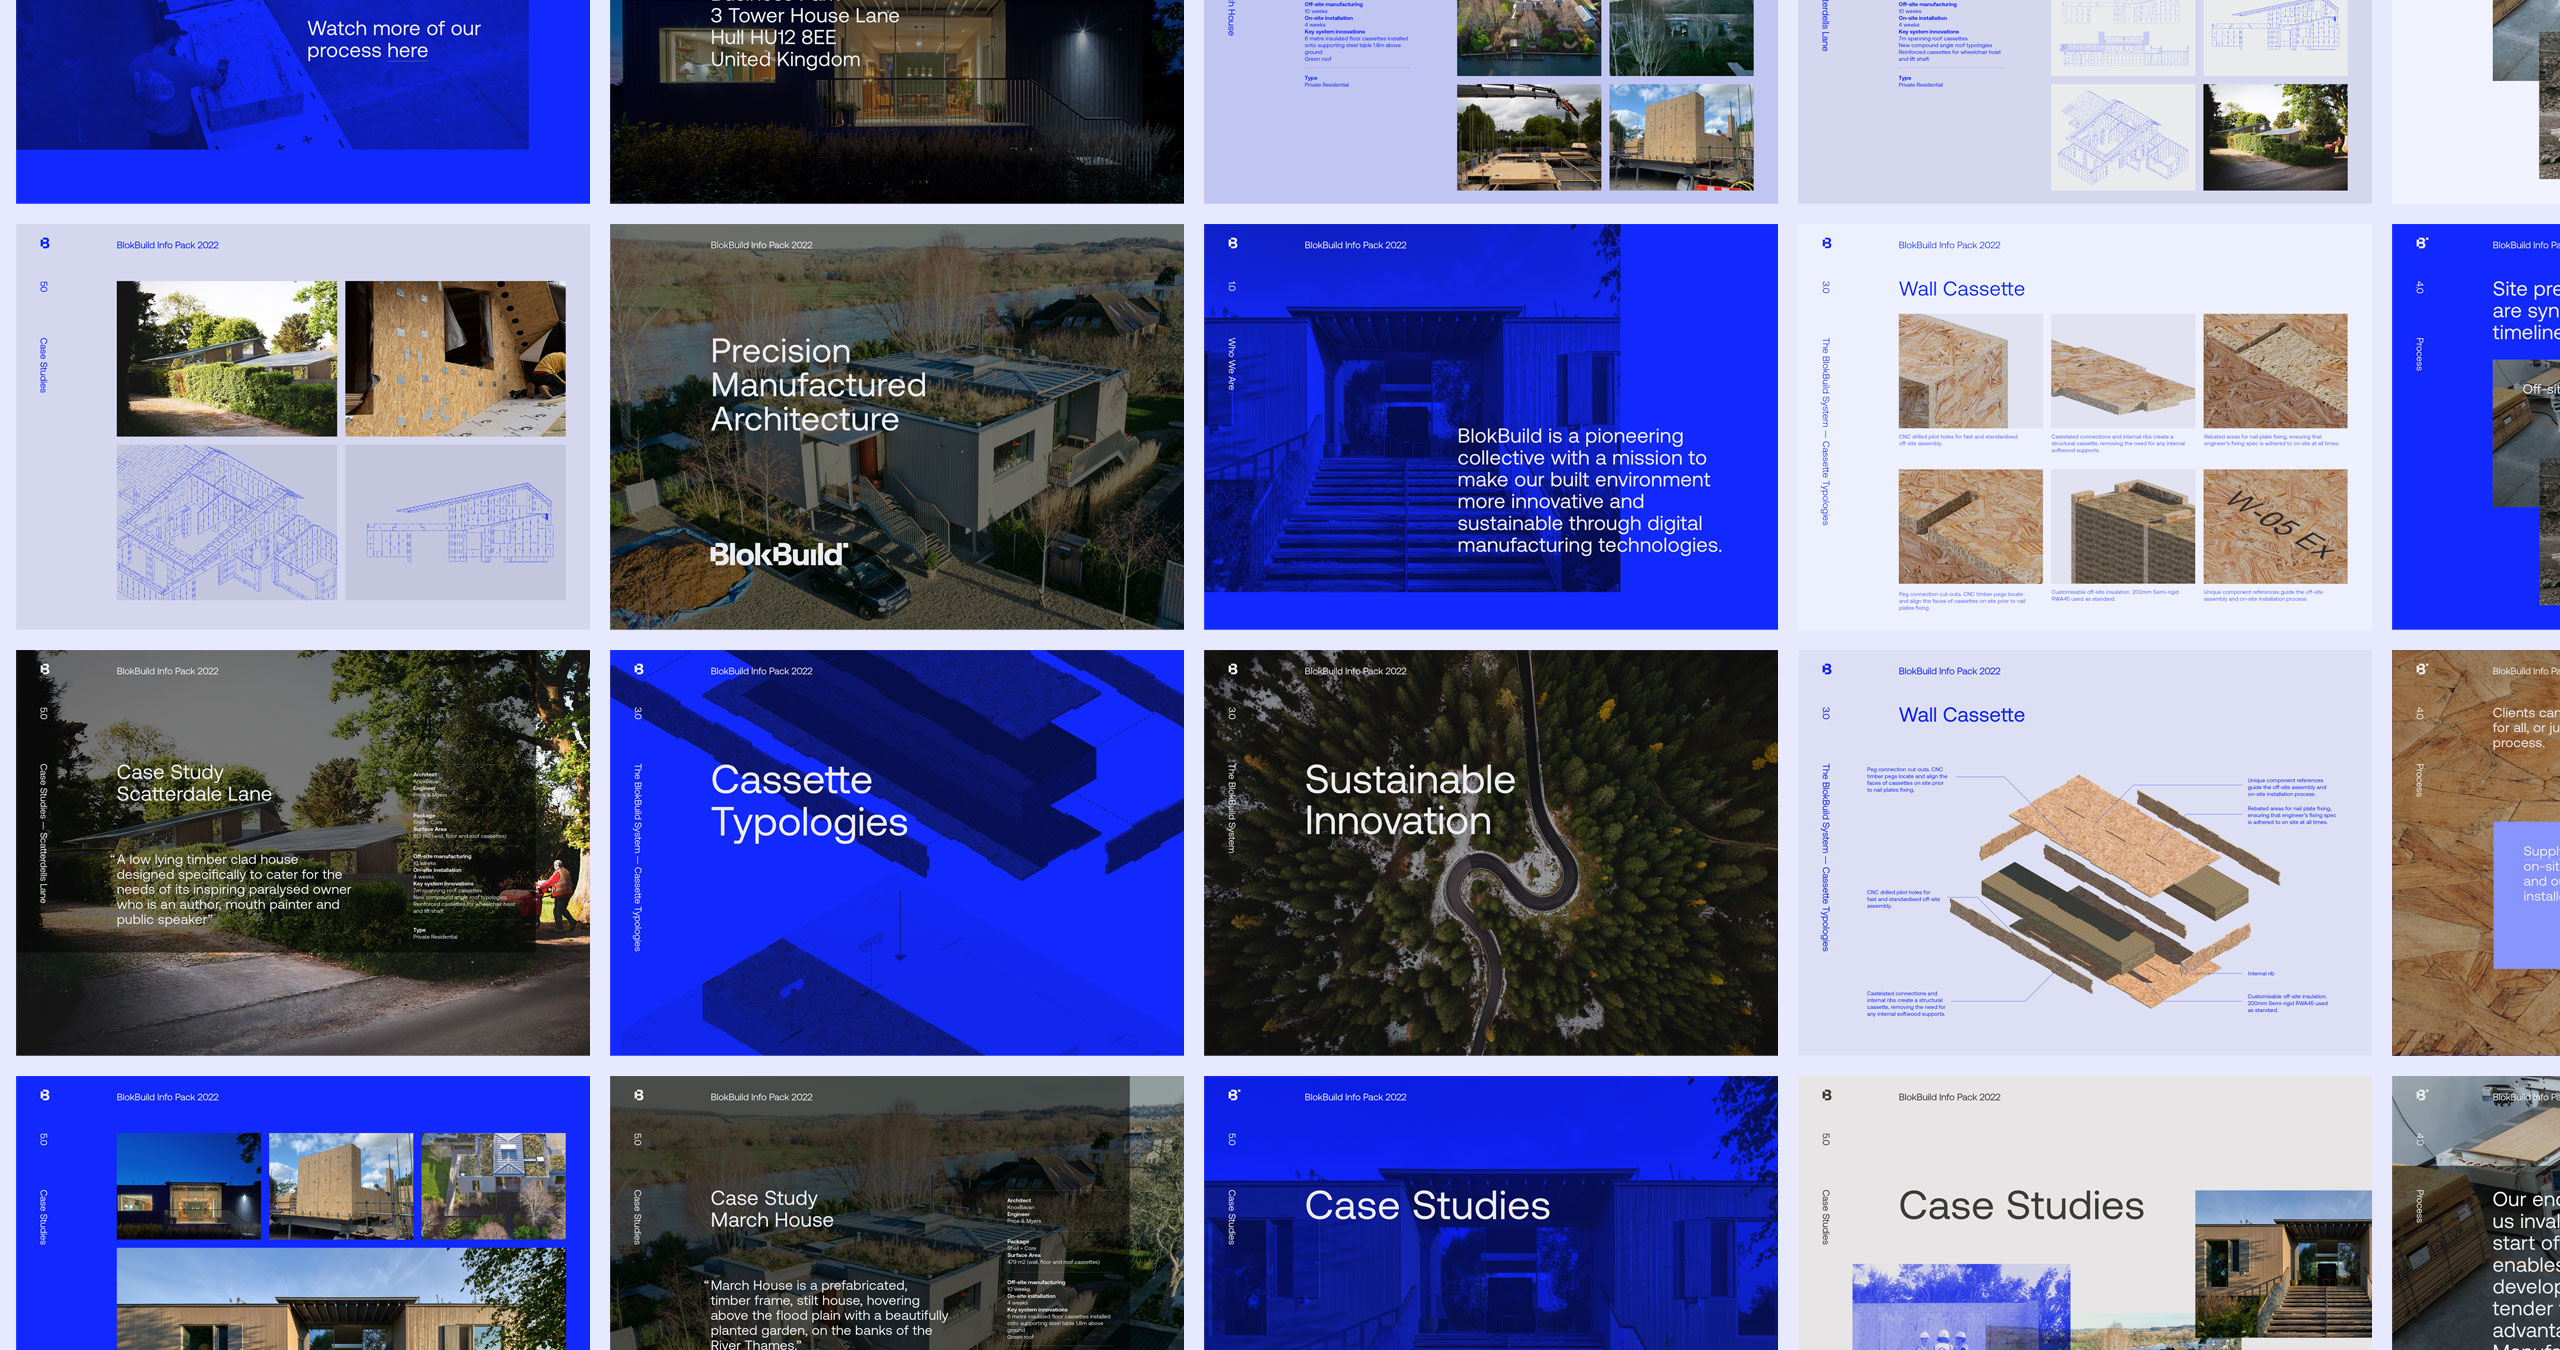 Watch more of our
process here
3 Tower House Lane
Hull HU12 8EE
United Kingdom
Off-site manufacturing
10 weeks
On-site installation
4 weeks
Key system innovations
6 metre insulated floor cassettes installed
onto supporting steel table 1.8m above
ground
Green roof
Type
Private Residential
Off-site manufacturing
10 weeks
On-site installation
4 weeks
Key system innovations
7m spanning roof cassettes
New compound angle roof typologies
Reinforced cassettes for wheelchair hoist
and lift shaft
Type
Private Residential
BlokBuild Info Pack 2022
5.0
Case Studies
BlokBuild Info Pack 2022
Precision
Manufactured
Architecture
BlokBuild
BlokBuild Info Pack 2022
1.0
Who We Are
BlokBuild is a pioneering
collective with a mission to
make our built environment
more innovative and
sustainable through digital
manufacturing technologies.
BlokBuild Info Pack 2022
3.0
The BlokBuild System — Cassette Typologies
Wall Cassette
CNC drilled pilot holes for fast and standardised
off-site assembly.
Castelated connections and internal ribs create a
structural cassette, removing the need for any internal
softwood supports.
Rebated areas for nail plate fixing, ensuring that
engineer's fixing spec is adhered to on site at all times.
W-05 Ex
Peg connection cut-outs. CNC timber pegs locate
and align the faces of cassettes on site prior to nail
plates fixing.
Customisable off-site insulation. 200mm Semi-rigid
RWA45 used as standard.
Unique component references guide the off-site
assembly and on-site installation process.
4.0
Process
Site
are
BlokBuild Info Pack 2022
5.0
Case Studies — Scatterdells Lane
Case Study
Scatterdale Lane
“A low lying timber clad house
designed specifically to cater for the
needs of its inspiring paralysed owner
who is an author, mouth painter and
public speaker”
Architect
KnoxBhavan
Engineer
Price & Myers
Package
Shell + Core
Surface Area
(wall, floor and roof cassettes)
Off-site manufacturing
10 weeks
On-site installation
4 weeks
Key system innovations
7m spanning roof cassettes
New compound angle roof typologies
Reinforced cassettes for wheelchair hoist
and lift shaft
Type
Private Residential
BlokBuild Info Pack 2022
3.0
The BlokBuild System — Cassette Typologies
Cassette
Typologies
BlokBuild Info Pack 2022
3.0
The BlokBuild System
Sustainable
Innovation
BlokBuild Info Pack 2022
3.0
The BlokBuild System — Cassette Typologies
Wall Cassette
Peg connection cut-outs. CNC
timber pegs locate and align the
faces of cassettes on site prior
to nail plates fixing.
Unique component references
guide the off-site assembly and
on-site installation process.
Rebated areas for nail plate fixing,
ensuring that engineer's fixing spec
is adhered to on site at all times.
CNC drilled pilot holes for
fast and standardised off-site
assembly.
Castelated connections and
internal ribs create a structural
cassette, removing the need for
any internal softwood supports.
Internal rib
Customisable off-site insulation.
200mm Semi-rigid RWA45 used
as standard.
4.0
Process
Clients can
for all, or
process.
on-site
and
BlokBuild Info Pack 2022
5.0
Case Studies
BlokBuild Info Pack 2022
5.0
Case Studies
Case Study
March House
“March House is a prefabricated,
timber frame, stilt house, hovering
above the flood plain with a beautifully
planted garden, on the banks of the
River Thames.”
Architect
KnoxBhavan
Engineer
Price & Myers
Package
Shell + Core
Surface Area
479 m2 (wall, floor and roof cassettes)
Off-site manufacturing
10 weeks
On-site installation
4 weeks
Key system innovations
6 metre insulated floor cassettes installed
onto supporting steel table 1.8m above
ground
Green roof
BlokBuild Info Pack 2022
5.0
Case Studies
Case Studies
BlokBuild Info Pack 2022
5.0
Case Studies
Case Studies
4.0
Process
Our
us
start of
enables
tender